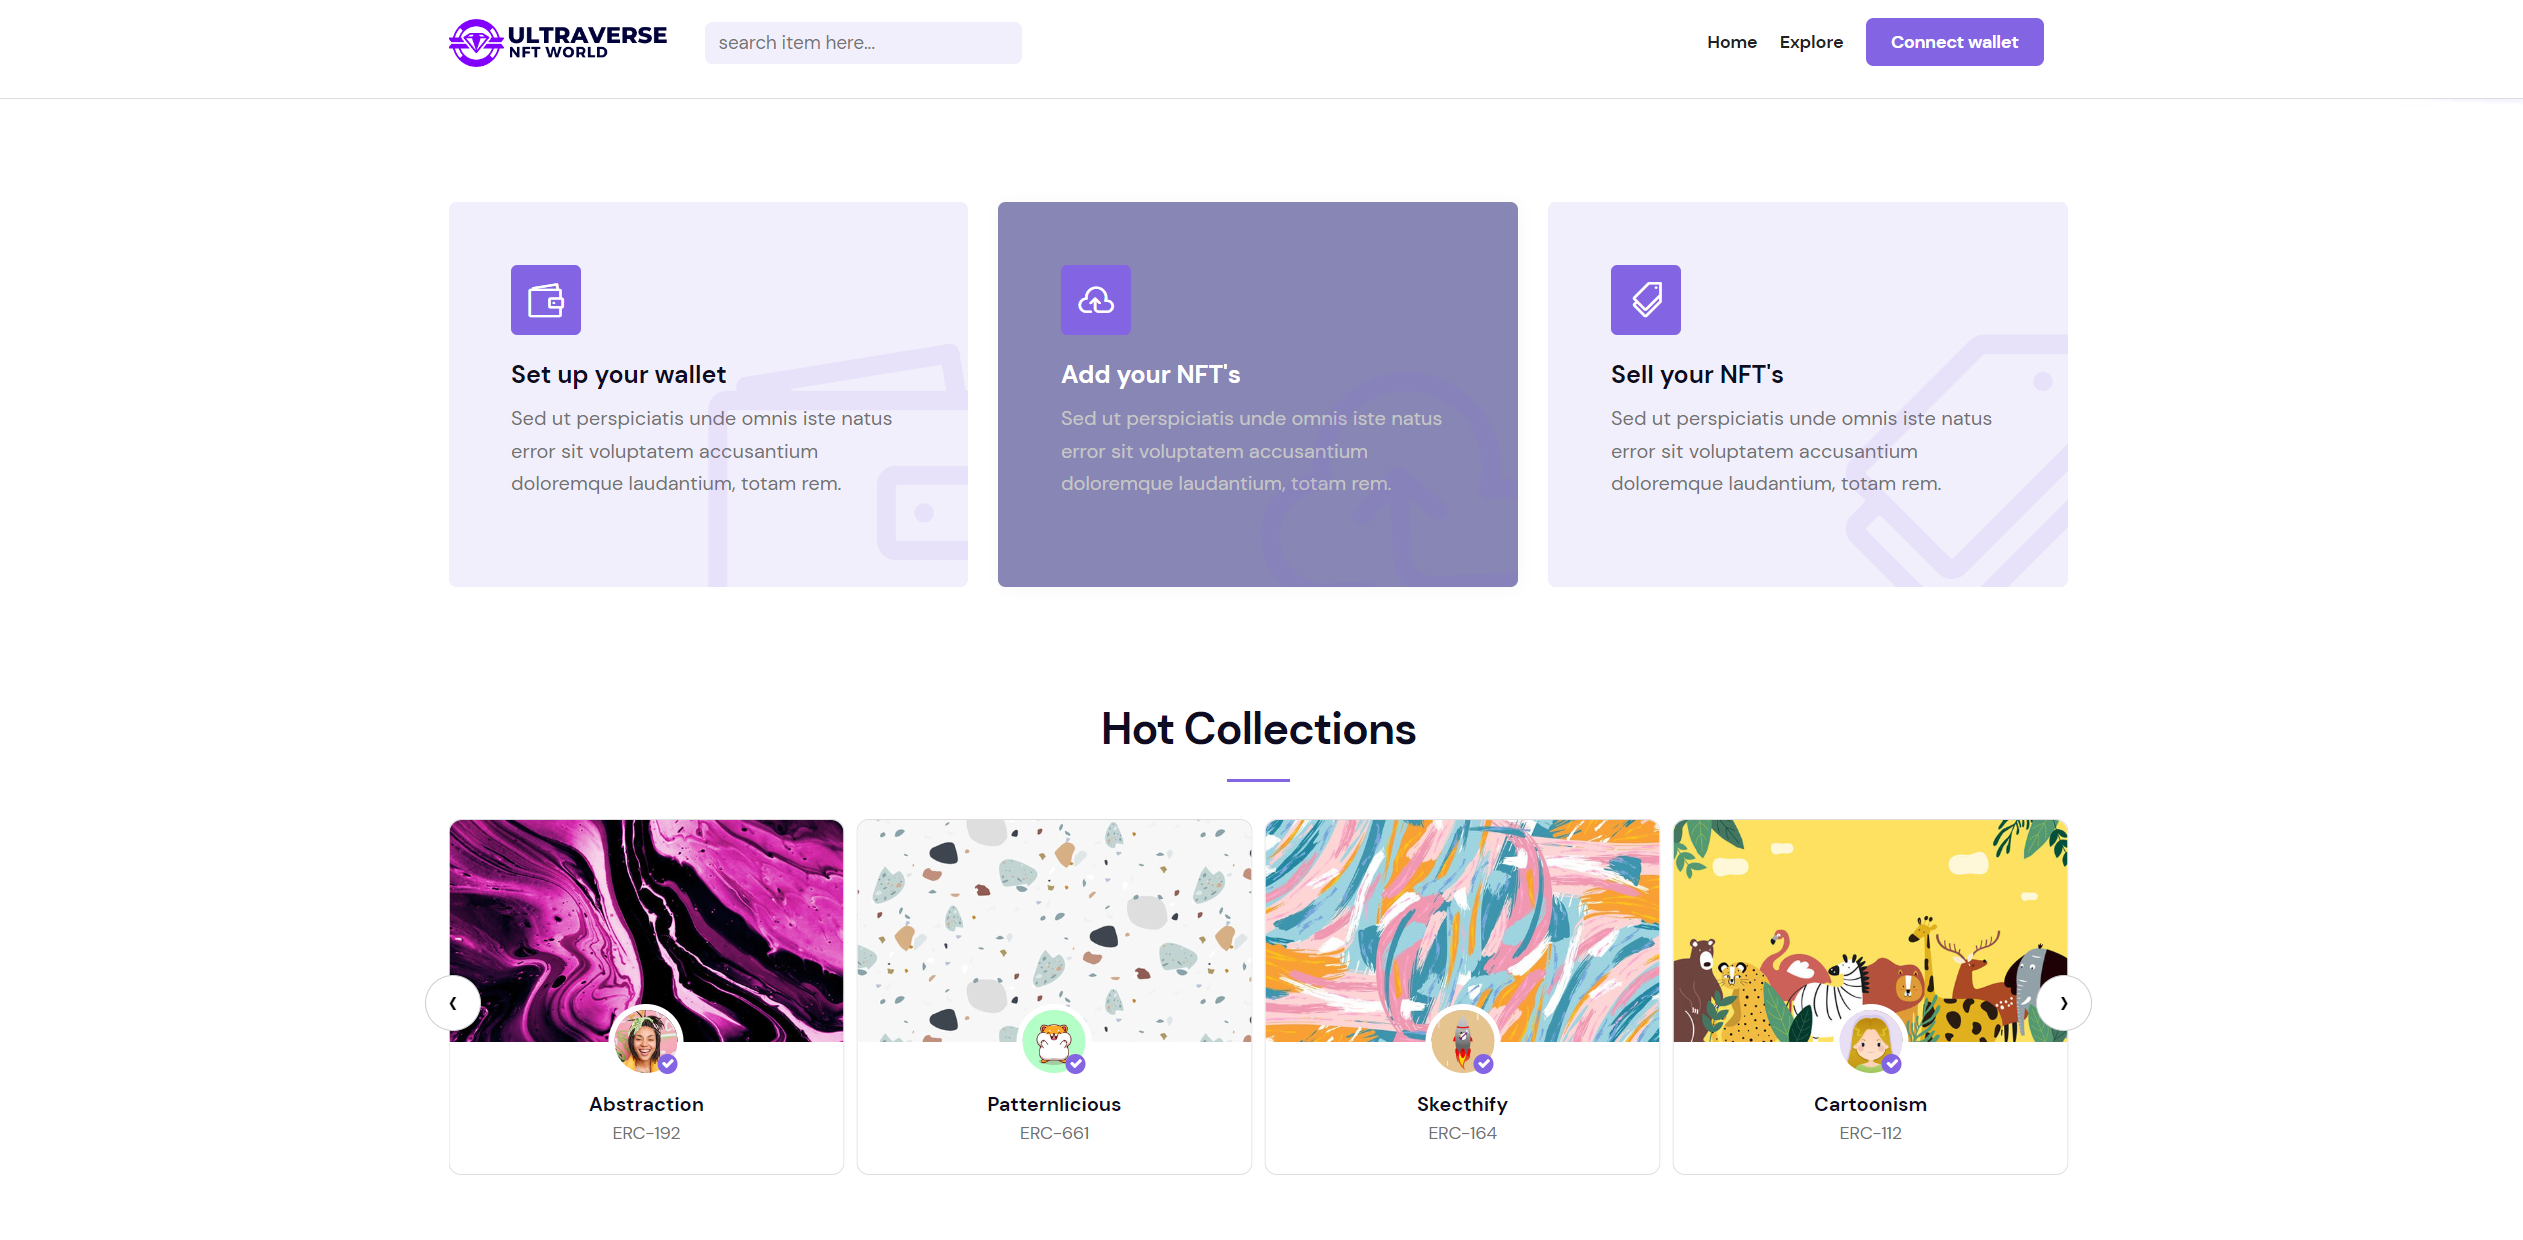 ULTRAVERSE
NFT WORLD
search item here...
Home
Explore
Connect wallet
Set up your wallet
Sed ut perspiciatis unde omnis iste natus
error sit voluptatem accusantium
doloremque laudantium, totam rem.
Add your NFT's
Sed ut perspiciatis unde omnis iste natus
error sit voluptatem accusantium
doloremque laudantium, totam rem.
Sell your NFT's
Sed ut perspiciatis unde omnis iste natus
error sit voluptatem accusantium
doloremque laudantium, totam rem.
Hot Collections
Abstraction
ERC-192
Patternlicious
ERC-661
Skecthify
ERC-164
Cartoonism
ERC-112